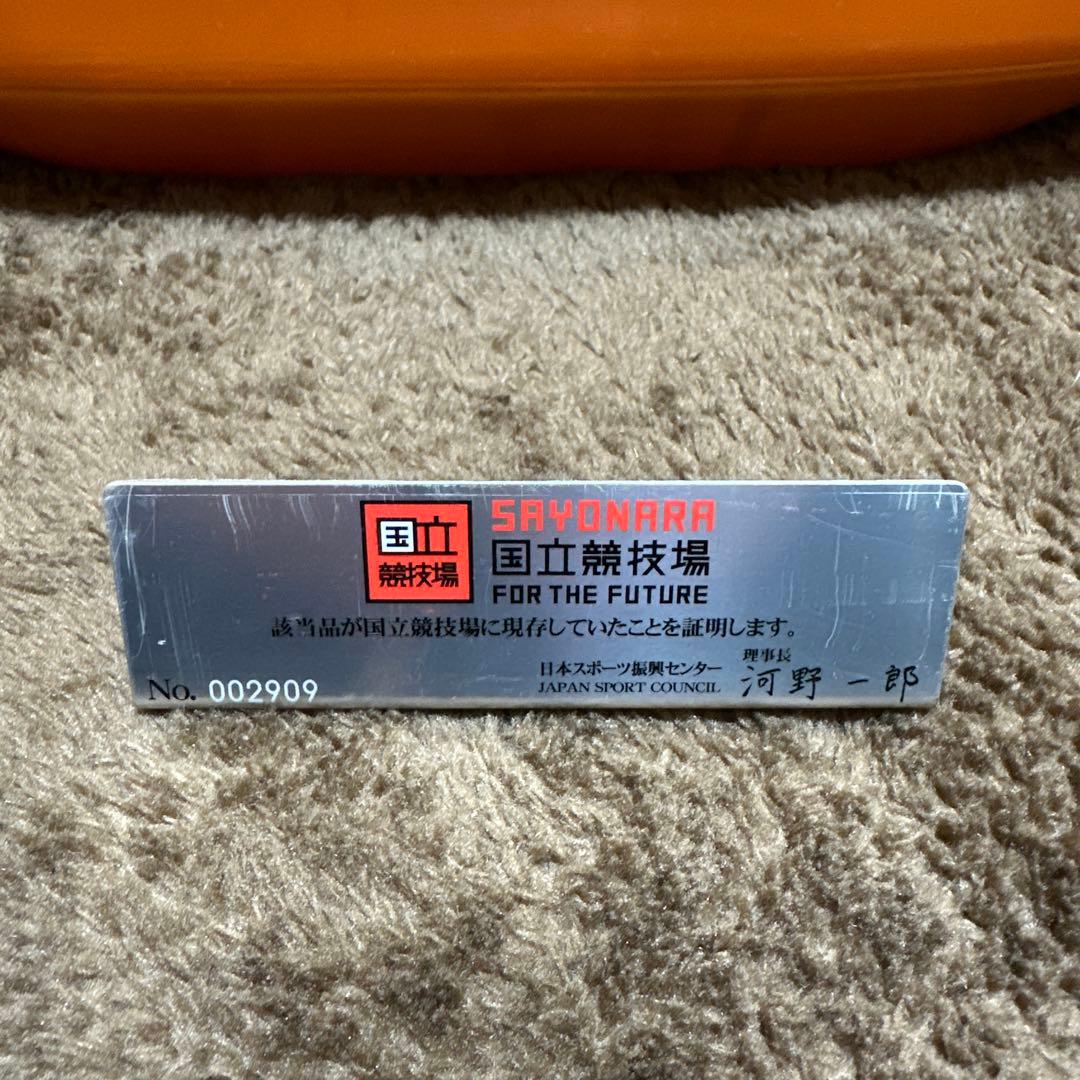 国立
競技場
SAYONARA
国立競技場
FOR THE FUTURE
該当品が国立競技場に現存していたことを証明します。
No. 002909
日本スポーツ振興センター
JAPAN SPORT COUNCIL
理事長
河野 一郎